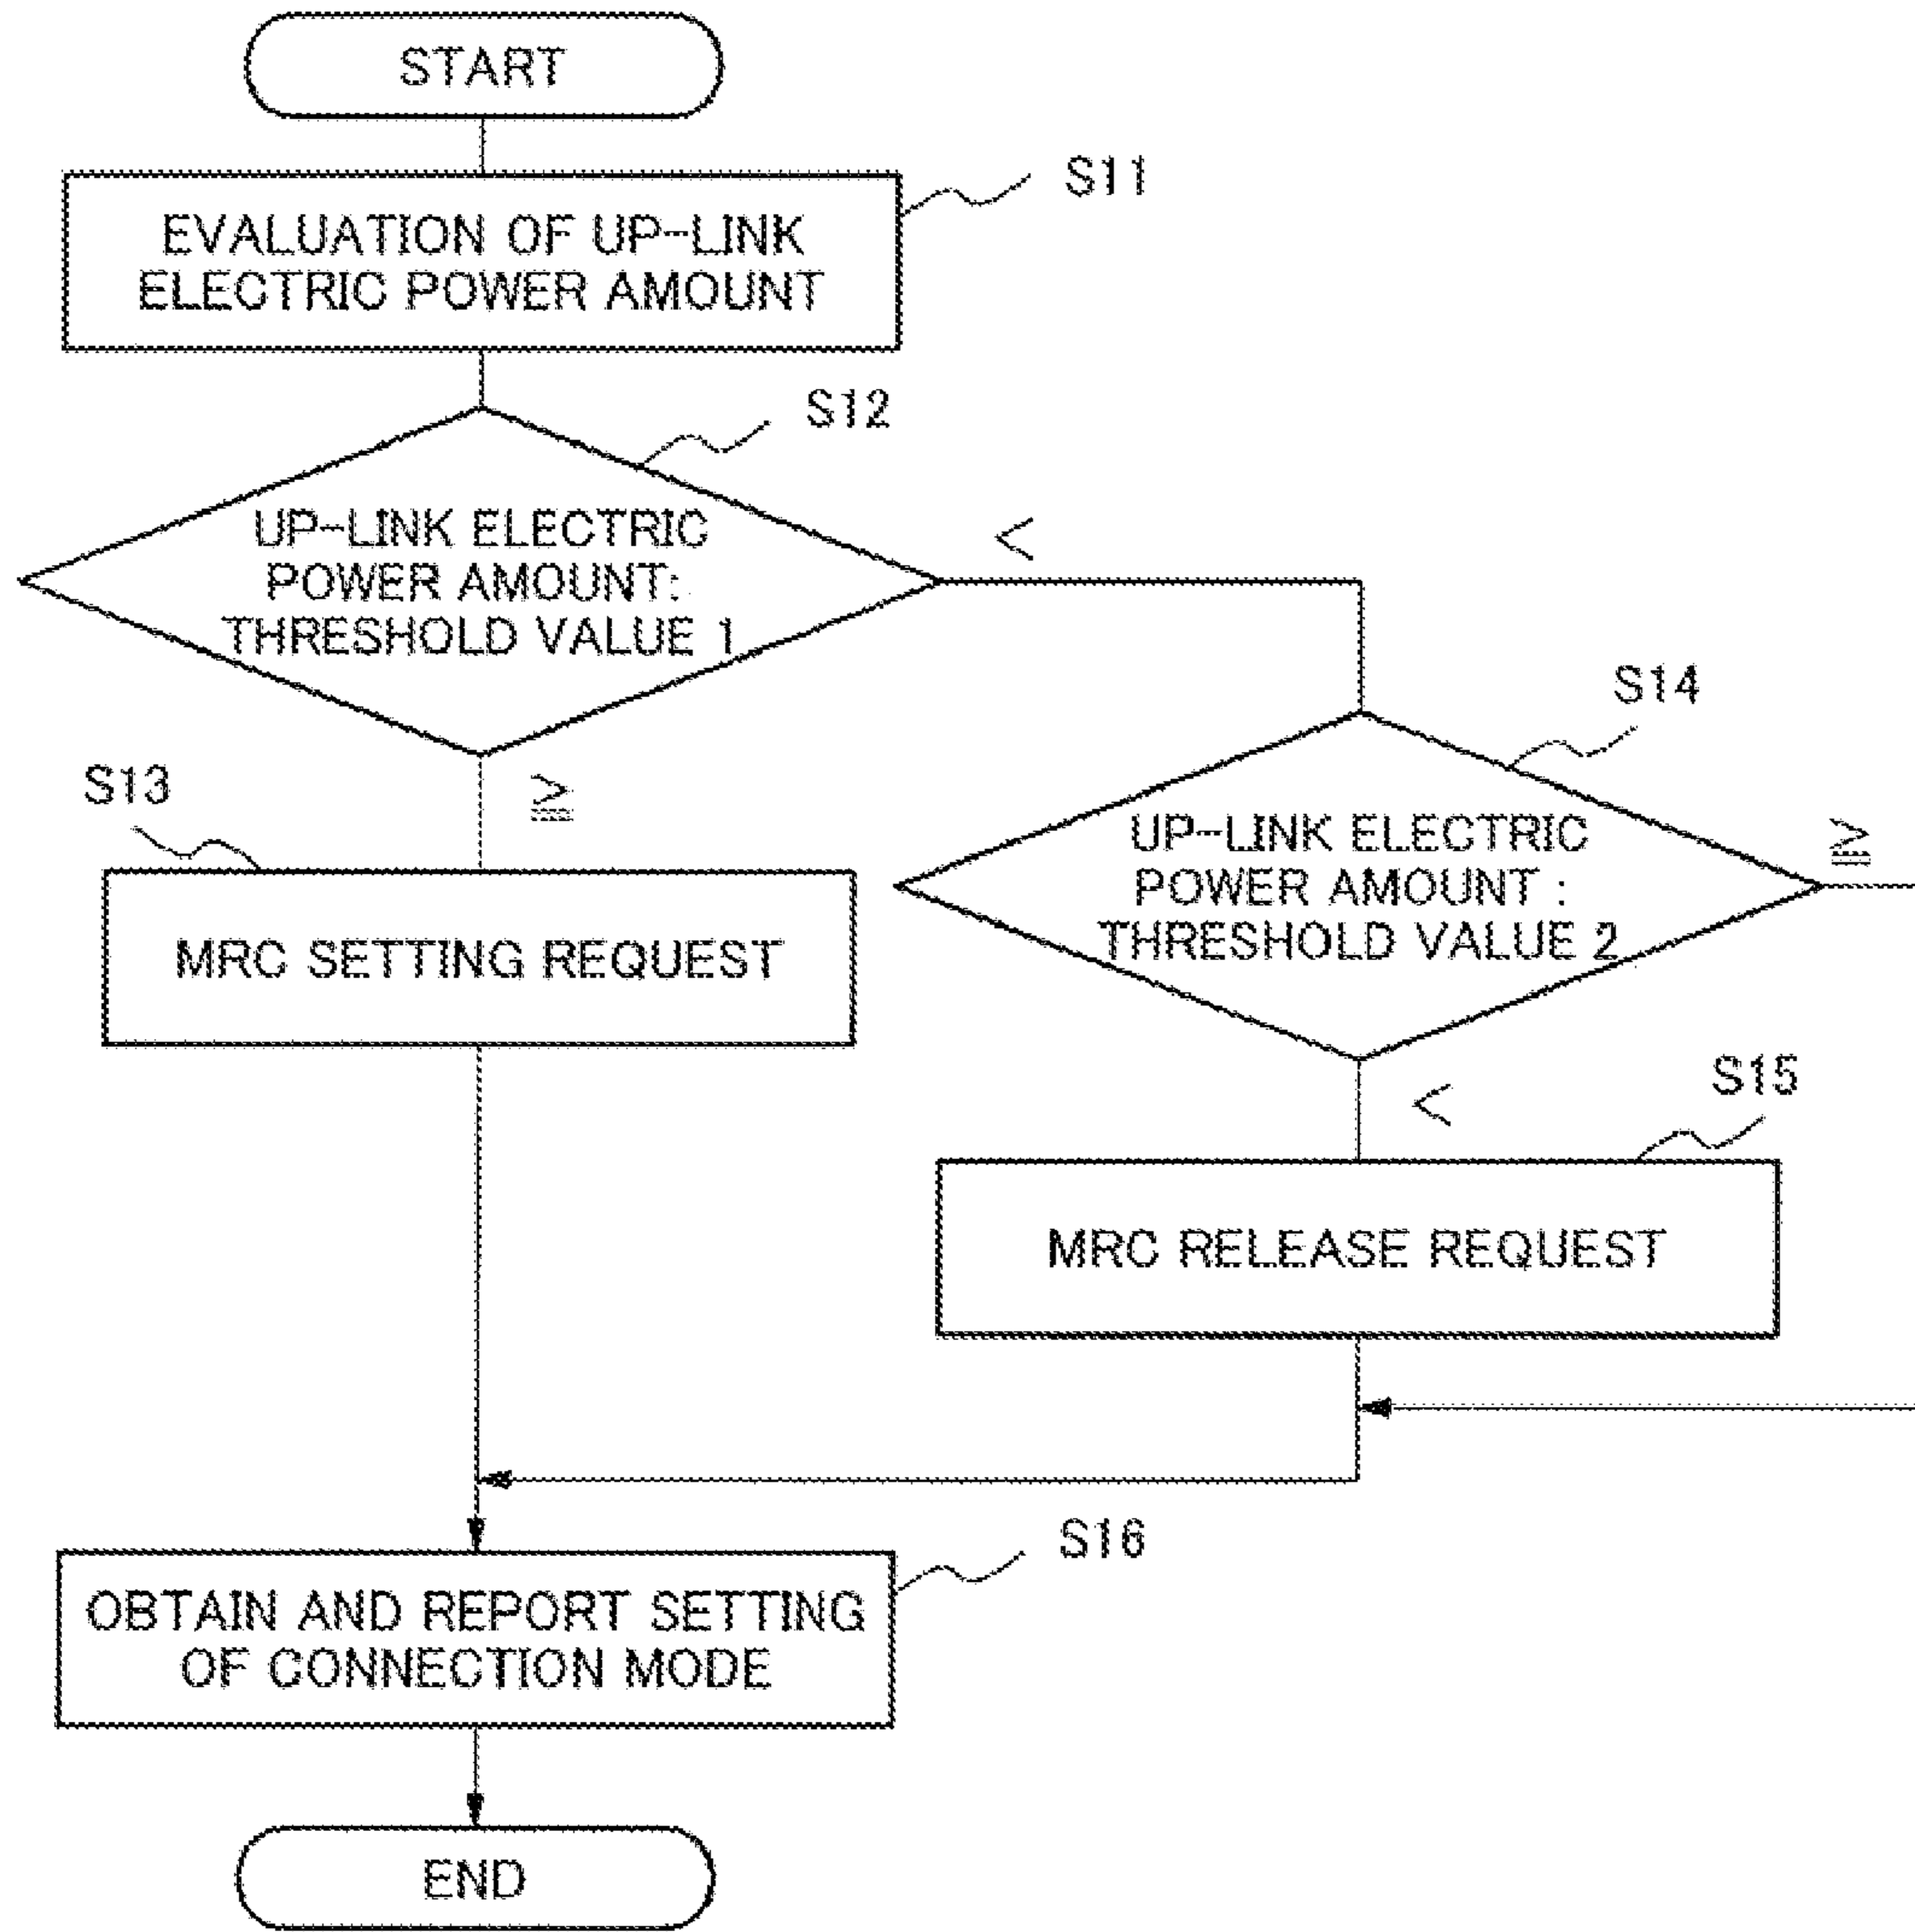 START
S11
EVALUATION OF UP-LINK
ELECTRIC POWER AMOUNT
S12
UP-LINK ELECTRIC
POWER AMOUNT:
THRESHOLD VALUE 1
<
S14
S13
≧
UP-LINK ELECTRIC
POWER AMOUNT :
THRESHOLD VALUE 2
≧
MRC SETTING REQUEST
<
S15
MRC RELEASE REQUEST
S16
OBTAIN AND REPORT SETTING
OF CONNECTION MODE
END